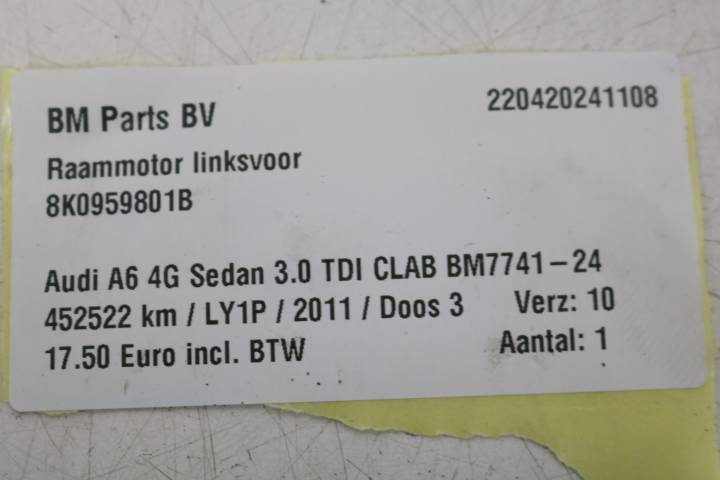 BM Parts BV 220420241108
Raammotor linksvoor
8K0959801B
Audi A6 4G Sedan 3.0 TDI CLAB BM7741-24
452522 km / LY1P / 2011 / Doos 3 Verz: 10
17.50 Euro incl. BTW Aantal: 1